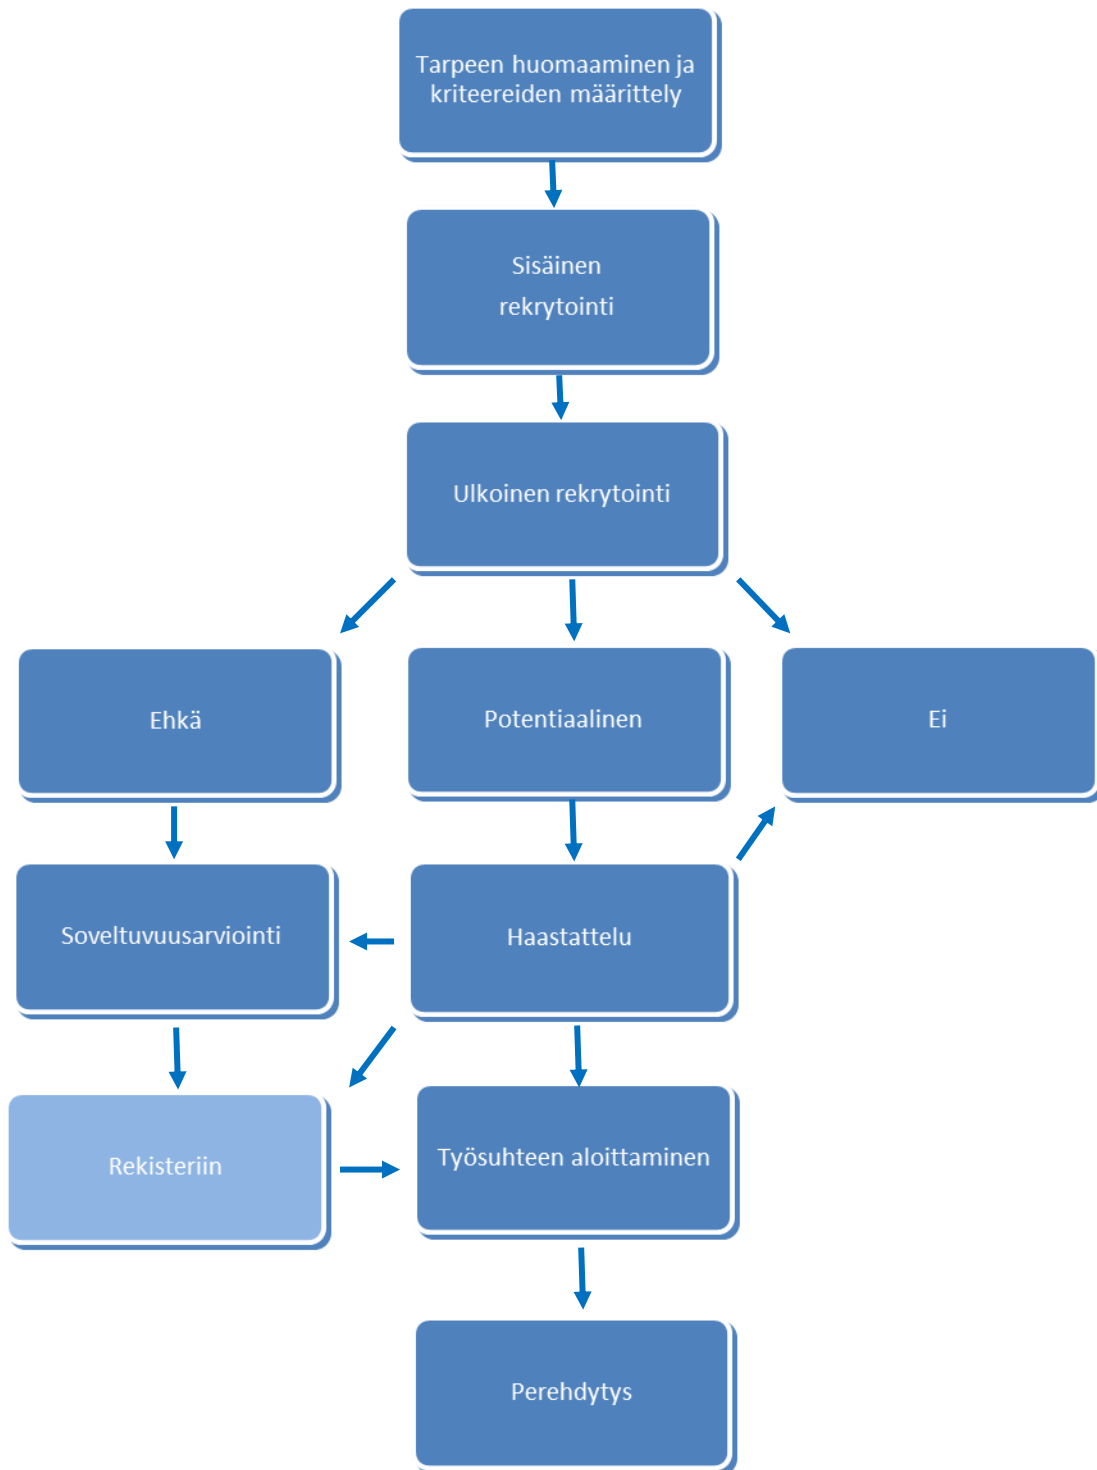 Tarpeen huomaaminen ja
kriteereiden määrittely
Sisäinen
rekrytointi
Ulkoinen rekrytointi
Ehkä
Potentiaalinen
Ei
Soveltuvuusarviointi
Haastattelu
Rekisteriin
Työsuhteen aloittaminen
Perehdytys